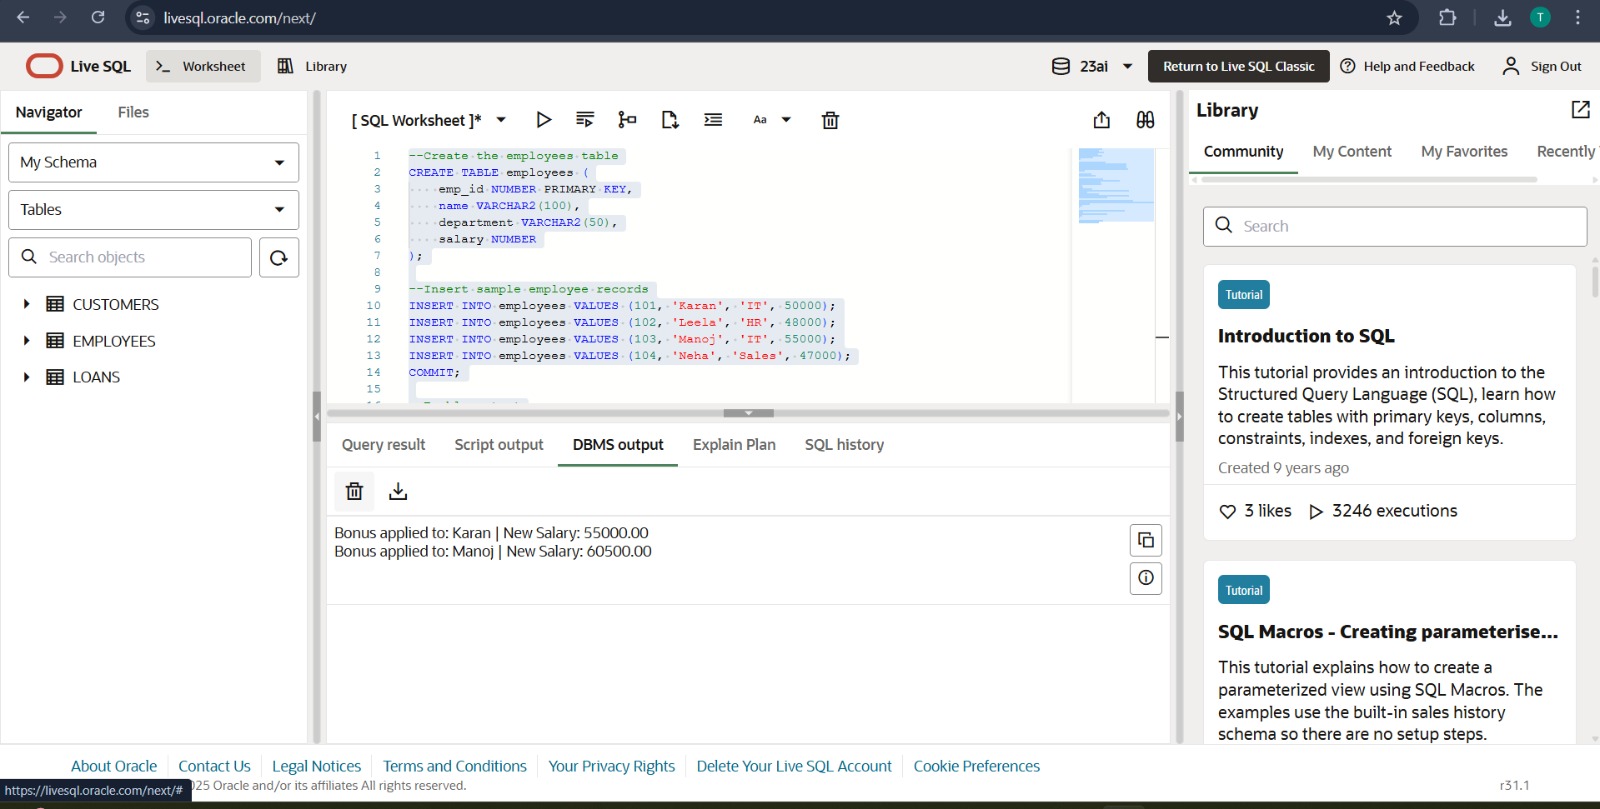 livesql.oracle.com/next/
T
Live SQL
Worksheet
Library
23ai
Return to Live SQL Classic
Help and Feedback
Sign Out
Navigator
Files
My Schema
Tables
Search objects
CUSTOMERS
EMPLOYEES
LOANS
[ SQL Worksheet ]*
Aa
1 --Create the employees table
2 CREATE TABLE employees (
3 emp_id NUMBER PRIMARY KEY,
4 name VARCHAR2(100),
5 department VARCHAR2(50),
6 salary NUMBER
7 );
8
9 --Insert sample employee records
10 INSERT INTO employees VALUES (101, 'Karan', 'IT', 50000);
11 INSERT INTO employees VALUES (102, 'Leela', 'HR', 48000);
12 INSERT INTO employees VALUES (103, 'Manoj', 'IT', 55000);
13 INSERT INTO employees VALUES (104, 'Neha', 'Sales', 47000);
14 COMMIT;
15
Query result
Script output
DBMS output
Explain Plan
SQL history
Bonus applied to: Karan | New Salary: 55000.00
Bonus applied to: Manoj | New Salary: 60500.00
Library
Community
My Content
My Favorites
Recently
Search
Tutorial
Introduction to SQL
This tutorial provides an introduction to the
Structured Query Language (SQL), learn how
to create tables with primary keys, columns,
constraints, indexes, and foreign keys.
Created 9 years ago
3 likes
3246 executions
Tutorial
SQL Macros - Creating parameterise...
This tutorial explains how to create a
parameterized view using SQL Macros. The
examples use the built-in sales history
schema so there are no setup steps.
About Oracle
Contact Us
Legal Notices
Terms and Conditions
Your Privacy Rights
Delete Your Live SQL Account
Cookie Preferences
https://livesql.oracle.com/next/#
025 Oracle and/or its affiliates All rights reserved.
r31.1